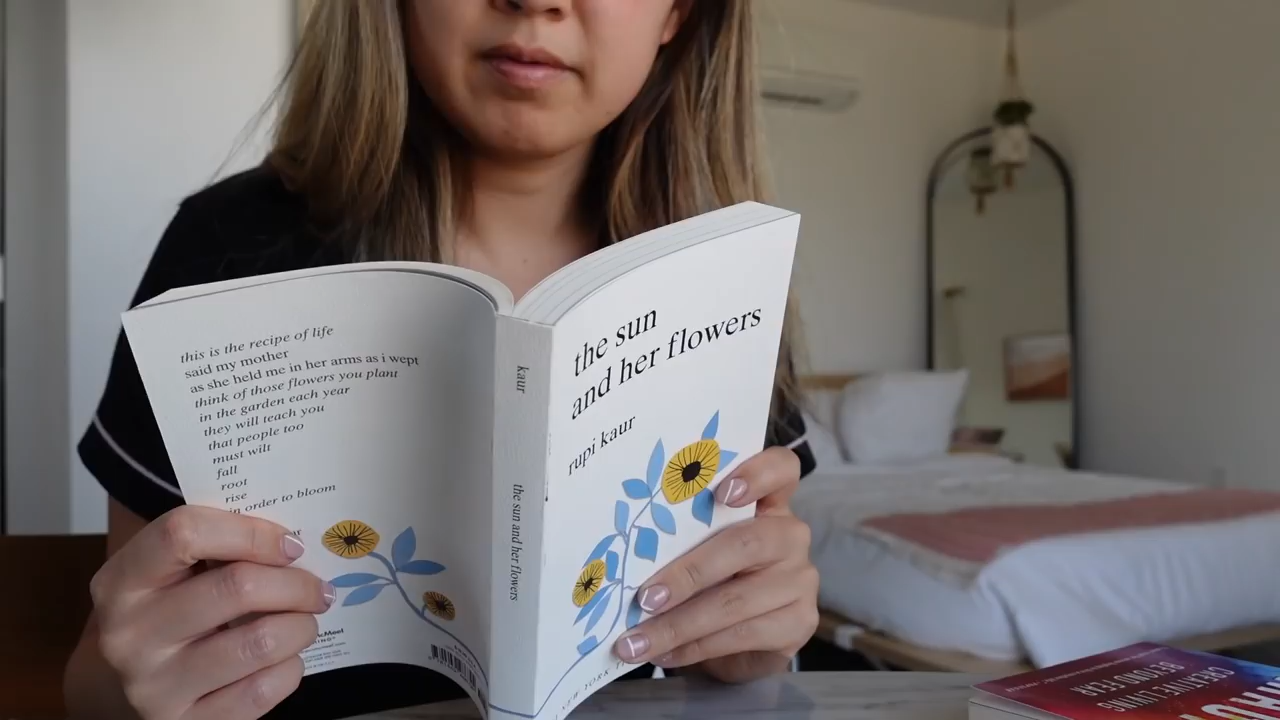 this is the recipe of life
said my mother
as she held me in her arms as i wept
think of those flowers you plant
in the garden each year
they will teach you
that people too
must wilt
fall
root
rise
in order to bloom
kaur
the sun and her flowers
the sun
and her flowers
rupi kaur
NEW YORK
CREATIVE LIVING
BEYOND FEAR